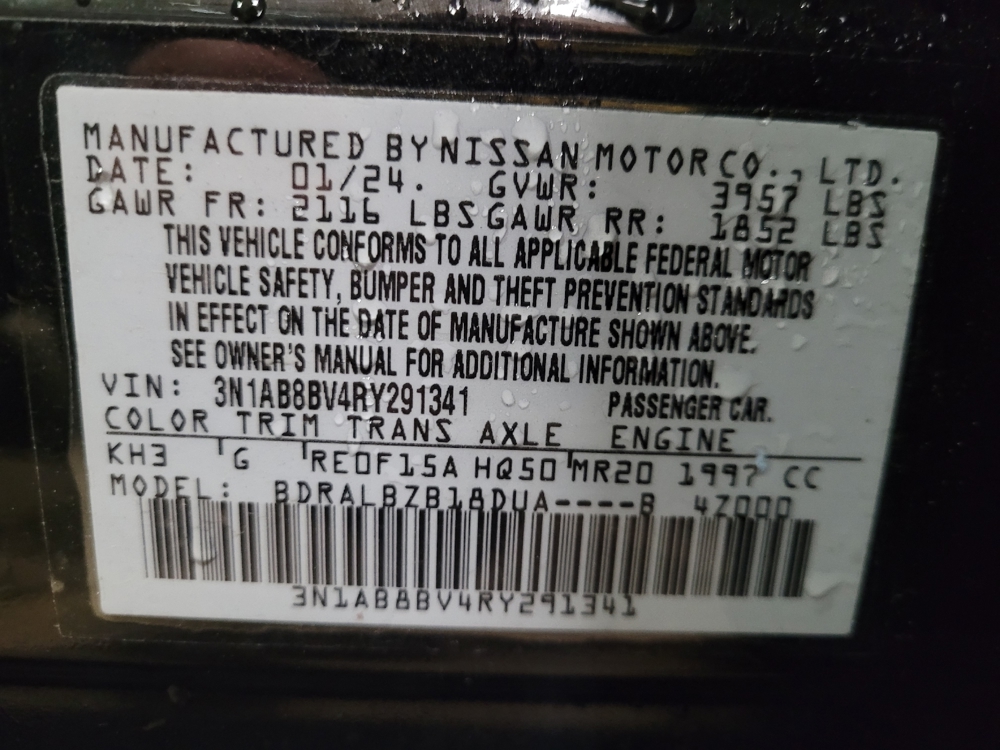 MANUFACTURED BY NISSAN MOTOR CO., LTD.
DATE: 01/24. GVWR: 3957 LBS
GAWR FR: 2116 LBS GAWR RR: 1852 LBS
THIS VEHICLE CONFORMS TO ALL APPLICABLE FEDERAL MOTOR
VEHICLE SAFETY, BUMPER AND THEFT PREVENTION STANDARDS
IN EFFECT ON THE DATE OF MANUFACTURE SHOWN ABOVE.
SEE OWNER'S MANUAL FOR ADDITIONAL INFORMATION.
VIN: 3N1AB8BV4RY291341 PASSENGER CAR.
COLOR TRIM TRANS AXLE ENGINE
KH3 G RE0F15A HQ50 MR20 1997 CC
MODEL: BDRALBZB18DUA----B 4Z000
3N1AB8BV4RY291341